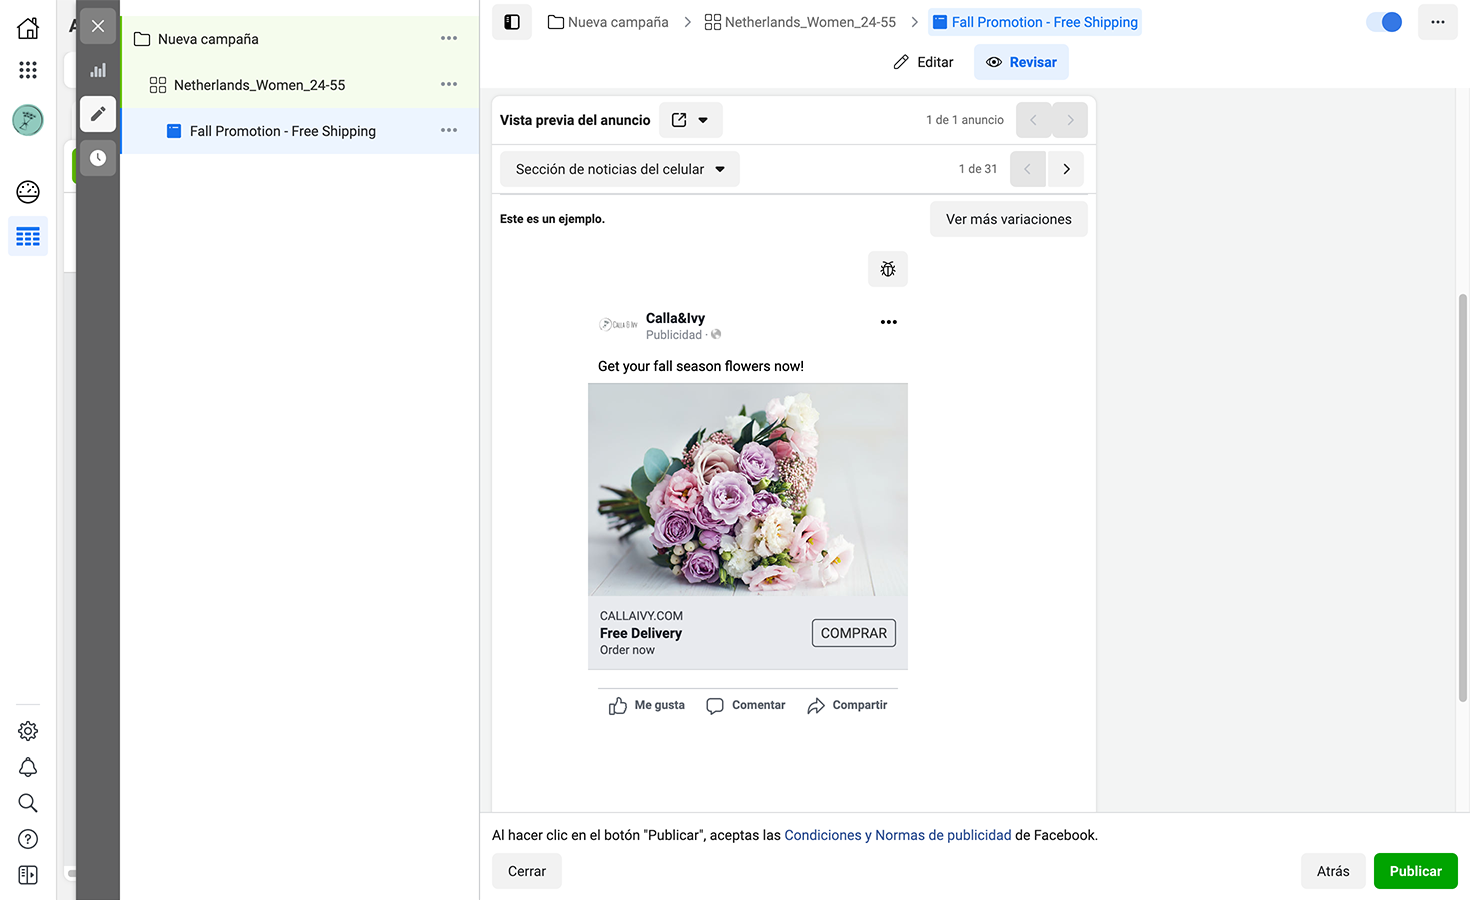 Nueva campaña
Netherlands_Women_24-55
Fall Promotion - Free Shipping
Nueva campaña
Netherlands_Women_24-55
Fall Promotion - Free Shipping
Editar
Revisar
Vista previa del anuncio
1 de 1 anuncio
Sección de noticias del celular
1 de 31
Este es un ejemplo.
Ver más variaciones
CALLA & IVY
Calla&Ivy
Publicidad ·
Get your fall season flowers now!
CALLAIVY.COM
Free Delivery
Order now
COMPRAR
Me gusta
Comentar
Compartir
Al hacer clic en el botón "Publicar", aceptas las Condiciones y Normas de publicidad de Facebook.
Cerrar
Atrás
Publicar